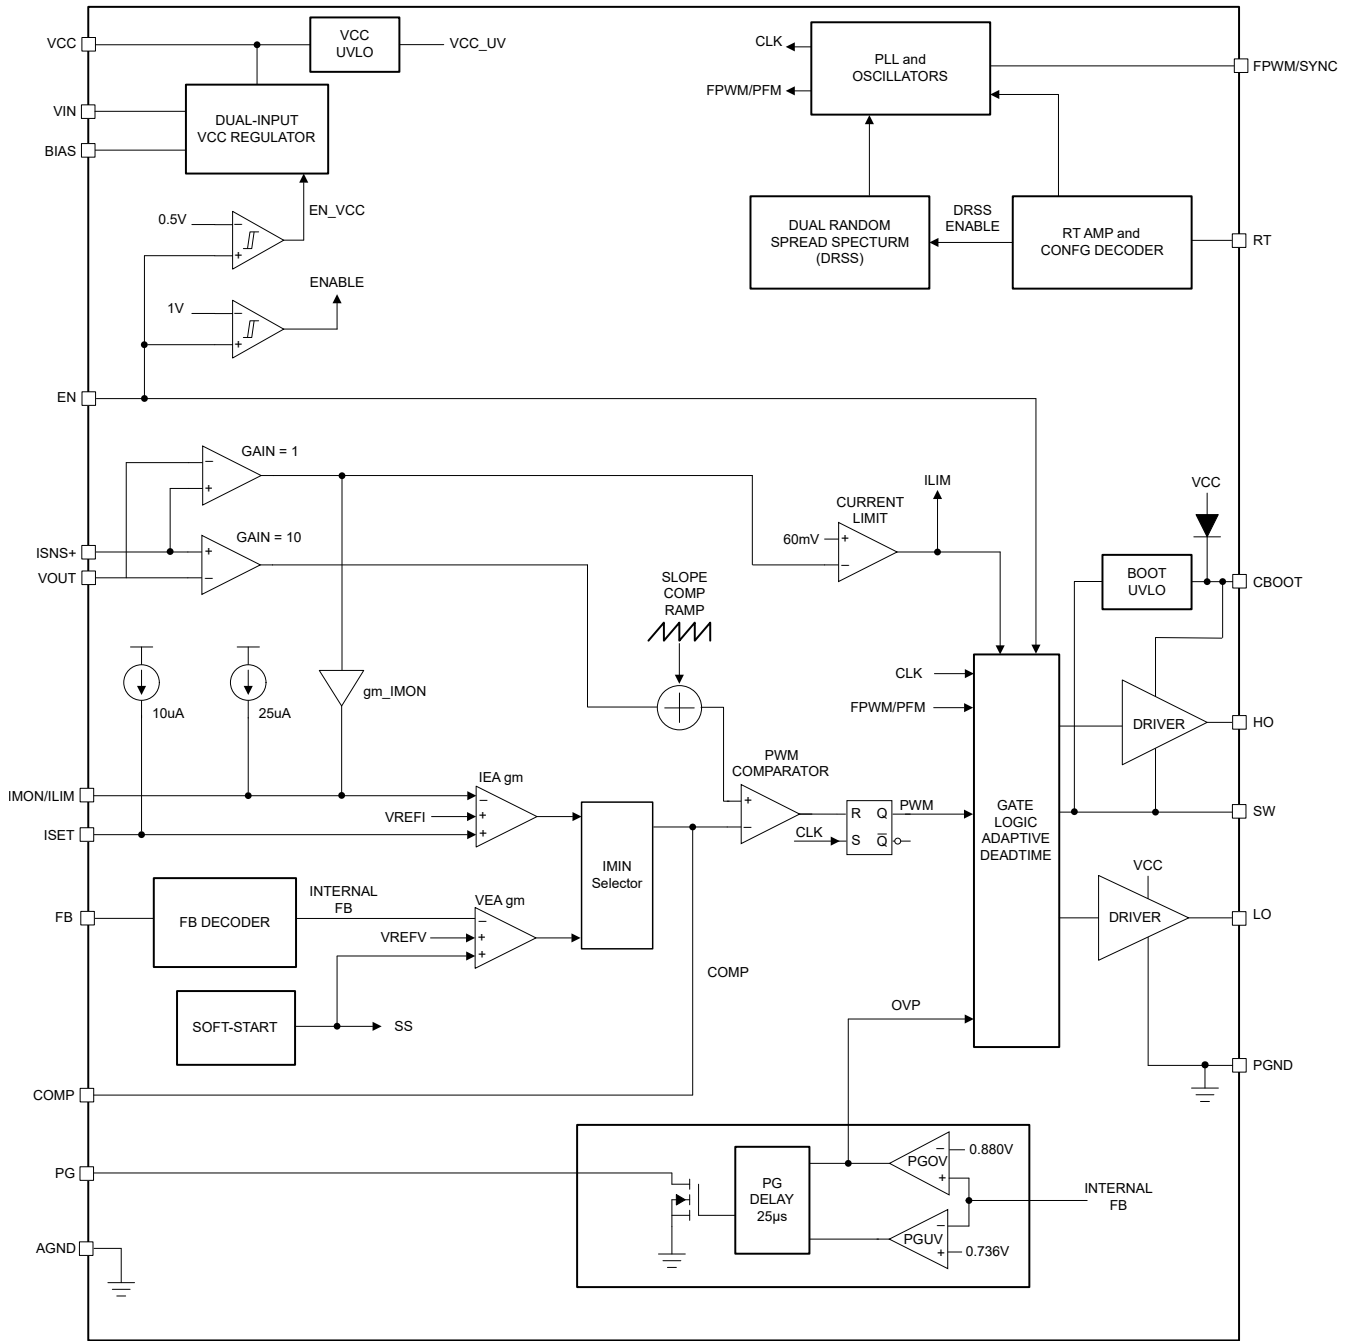 VCC
VCC
UVLO
VCC_UV
CLK
FPWM/PFM
PLL and
OSCILLATORS
FPWM/SYNC
VIN
BIAS
DUAL-INPUT
VCC REGULATOR
EN_VCC
0.5V
−
+
ENABLE
1V
−
+
DUAL RANDOM
SPREAD SPECTURM
(DRSS)
DRSS
ENABLE
RT AMP and
CONFG DECODER
RT
EN
GAIN = 1
−
+
ISNS+
VOUT
GAIN = 10
+
−
CURRENT
LIMIT
60mV
+
−
ILIM
VCC
BOOT
UVLO
CBOOT
SLOPE
COMP
RAMP
10uA
25uA
gm_IMON
CLK
FPWM/PFM
DRIVER
HO
IMON/ILIM
ISET
IEA gm
−
VREFI
+
+
IMIN
Selector
PWM
COMPARATOR
+
−
R Q
S Q̅
CLK
PWM
GATE
LOGIC
ADAPTIVE
DEADTIME
SW
FB
FB DECODER
INTERNAL
FB
VEA gm
−
VREFV
+
+
VCC
DRIVER
LO
SOFT-START
SS
COMP
OVP
PGND
COMP
PG
PG
DELAY
25µs
PGOV
−
+
0.880V
PGUV
−
+
0.736V
INTERNAL
FB
AGND